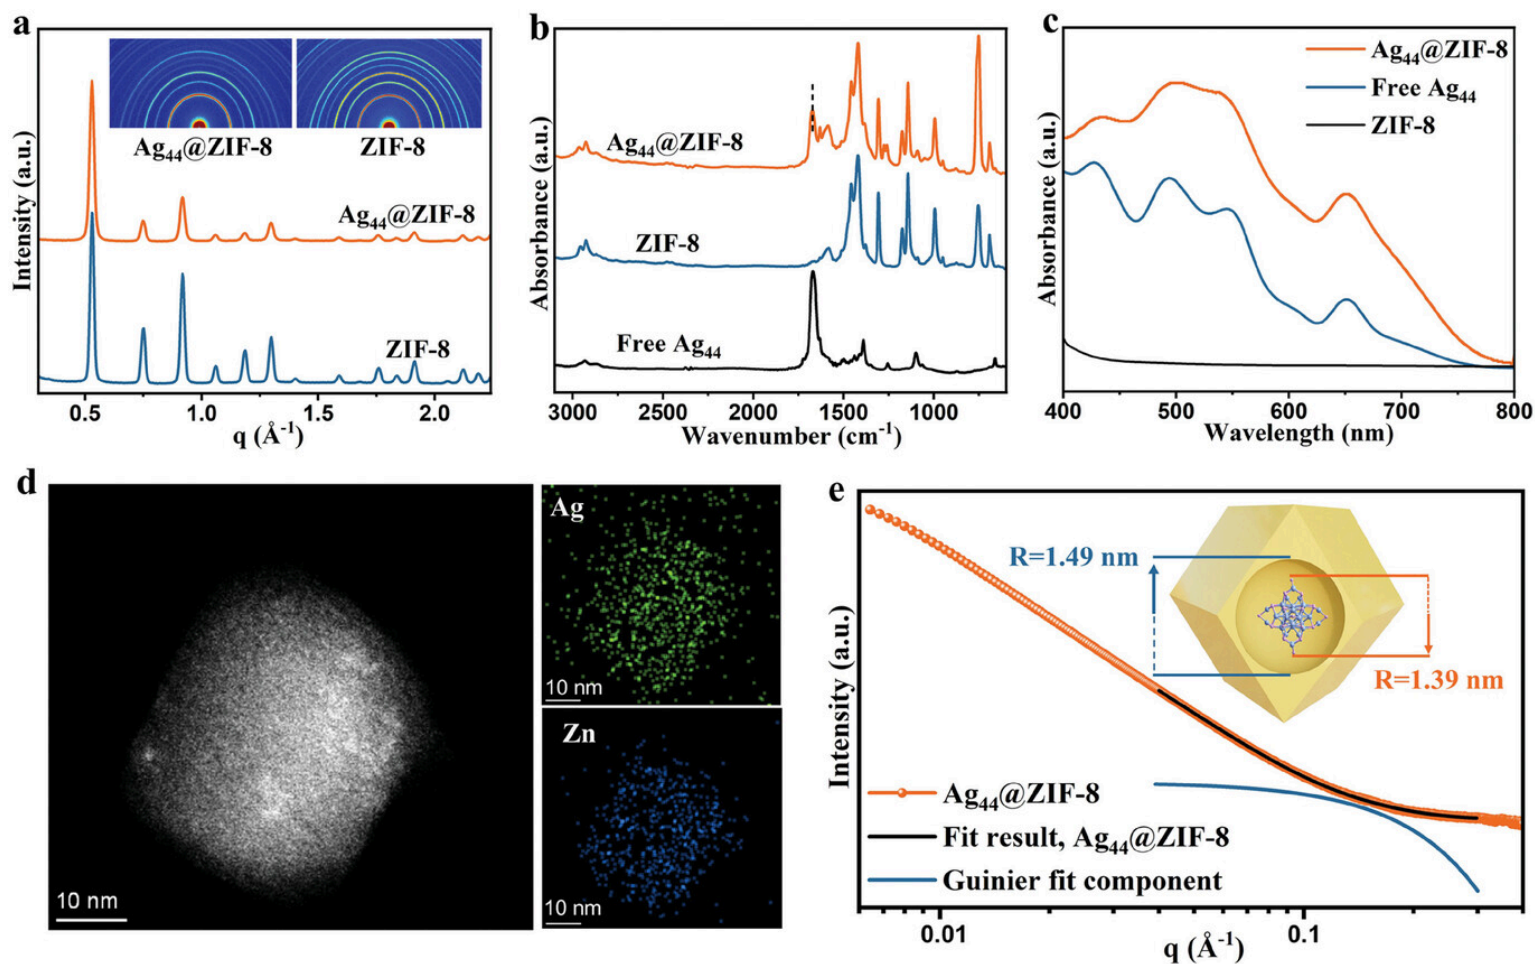 a
Intensity (a.u.)
Ag44@ZIF-8
ZIF-8
Ag44@ZIF-8
ZIF-8
0.5 1.0 1.5 2.0
q (Å-1)
b
Absorbance (a.u.)
Ag44@ZIF-8
ZIF-8
Free Ag44
3000 2500 2000 1500 1000
Wavenumber (cm-1)
c
Absorbance (a.u.)
Ag44@ZIF-8
Free Ag44
ZIF-8
400 500 600 700 800
Wavelength (nm)
d
10 nm
Ag
10 nm
Zn
10 nm
e
Intensity (a.u.)
R=1.49 nm
R=1.39 nm
Ag44@ZIF-8
Fit result, Ag44@ZIF-8
Guinier fit component
0.01 0.1
q (Å-1)